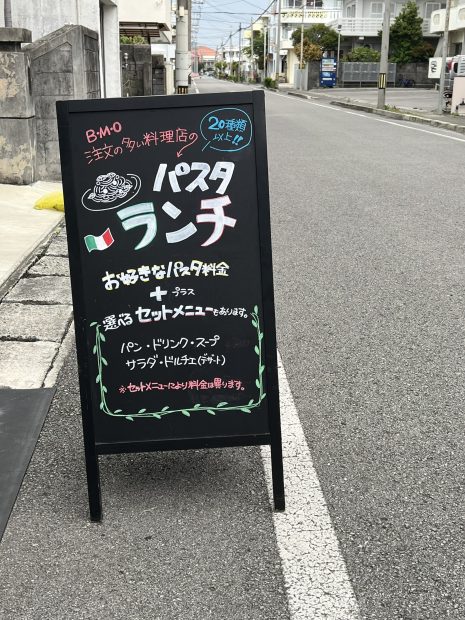 B・M・O
注文の多い料理店の
20種類
以上!!
パスタ
ランチ
お好きなパスタ料金
+ プラス
選べるセットメニューもあります。
パン・ドリンク・スープ
サラダ・ドルチェ(デザート)
※セットメニューにより料金は異ります。